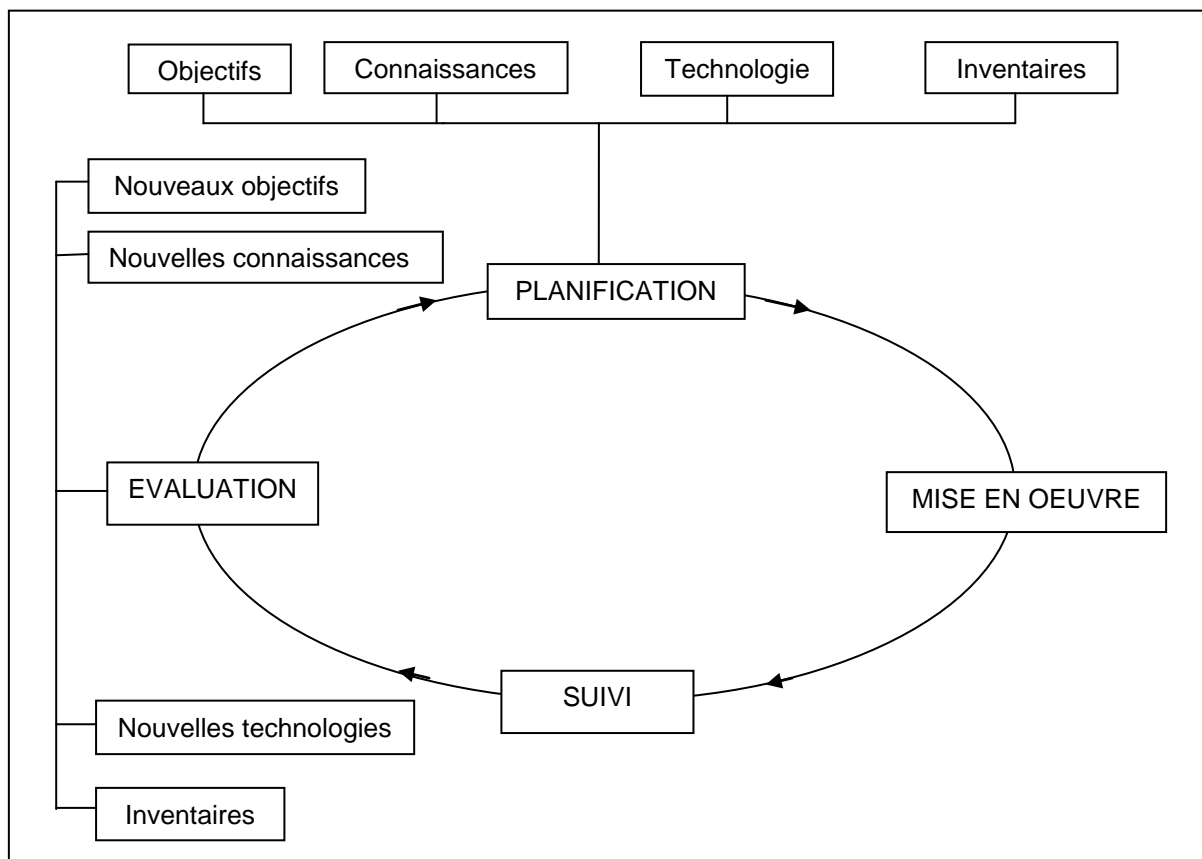 Objectifs
Connaissances
Technologie
Inventaires
Nouveaux objectifs
Nouvelles connaissances
PLANIFICATION
EVALUATION
MISE EN OEUVRE
SUIVI
Nouvelles technologies
Inventaires